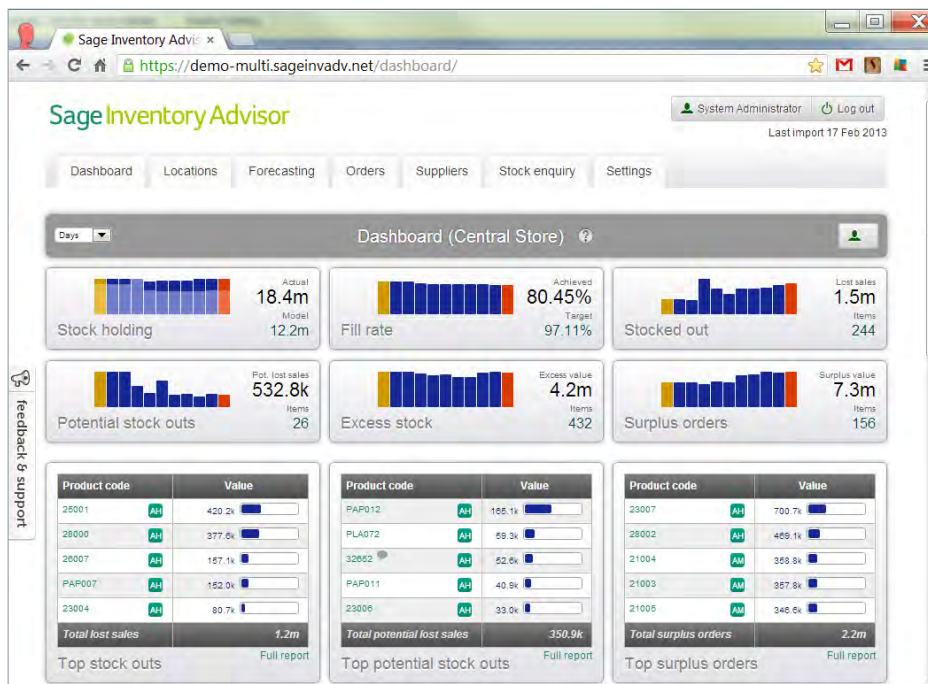 Sage Inventory Advis ×
https://demo-multi.sageinvadv.net/dashboard/
Sage Inventory Advisor
System Administrator
Log out
Last import 17 Feb 2013
Dashboard
Locations
Forecasting
Orders
Suppliers
Stock enquiry
Settings
Days
Dashboard (Central Store)
?
Actual
18.4m
Model
12.2m
Stock holding
Achieved
80.45%
Target
97.11%
Fill rate
Lost sales
1.5m
Items
244
Stocked out
Pot. lost sales
532.8k
Items
26
Potential stock outs
Excess value
4.2m
Items
432
Excess stock
Surplus value
7.3m
Items
156
Surplus orders
feedback & support
Product code Value
25001 AH 420.2k
28000 AH 377.6k
26007 AH 157.1k
PAP007 AH 152.0k
23004 AH 80.7k
Total lost sales 1.2m
Full report
Top stock outs
Product code Value
PAP012 AH 165.1k
PLA072 AH 59.3k
32652 AH 52.6k
PAP011 AH 40.9k
23006 AH 33.0k
Total potential lost sales 350.9k
Full report
Top potential stock outs
Product code Value
23007 AH 700.7k
28002 AH 469.1k
21004 AM 358.8k
21003 AM 357.8k
21005 AM 346.6k
Total surplus orders 2.2m
Full report
Top surplus orders